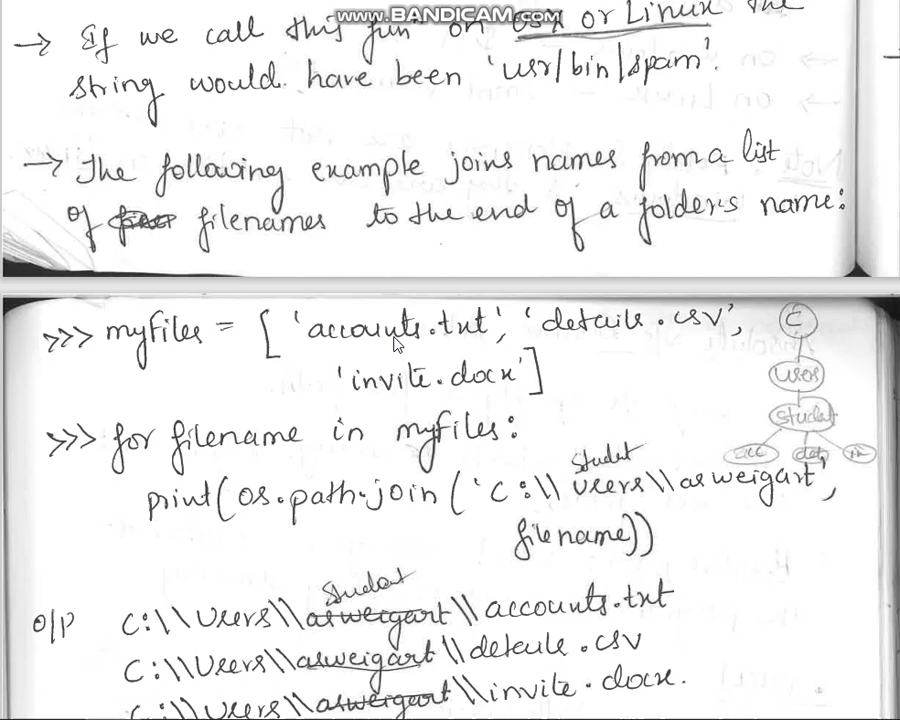 www.BANDICAM.com
→ If we call this fun on OSX or Linux the
string would have been 'usr/bin/spam'.
→ The following example joins names from a list
of filenames to the end of a folder's name:
>>> myFiles = [ 'accounts.txt', 'details.csv',
'invite.docx' ]
>>> for filename in myFiles:
Student
print(os.path.join ( 'C:\\ Users\\asweigart',
filename))
Student
O/P C:\\Users\\asweigart\\accounts.txt
C:\\Users\\asweigart\\details.csv
C:\\Users\\asweigart\\invite.docx.
C
Users
Student
acc det in